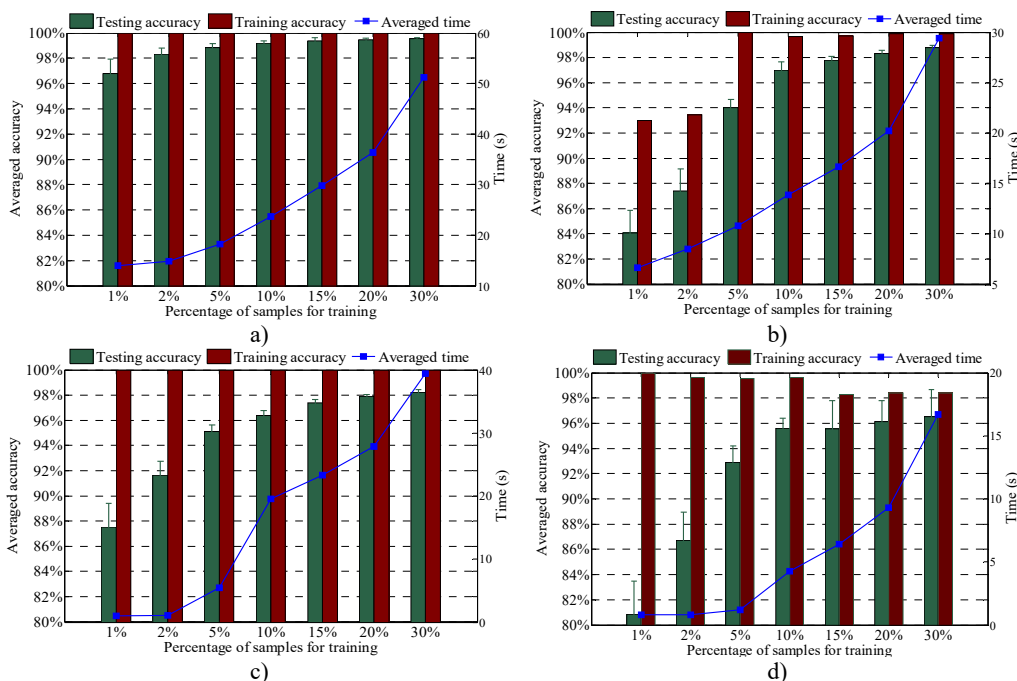 Testing accuracy Training accuracy Averaged time
100%
98%
96%
94%
92%
90%
88%
86%
84%
82%
80%
Averaged accuracy
60
50
40
30
20
10
Time (s)
1% 2% 5% 10% 15% 20% 30%
Percentage of samples for training
a)
Testing accuracy Training accuracy Averaged time
100%
98%
96%
94%
92%
90%
88%
86%
84%
82%
80%
Averaged accuracy
30
25
20
15
10
5
Time (s)
1% 2% 5% 10% 15% 20% 30%
Percentage of samples for training
b)
Testing accuracy Training accuracy Averaged time
100%
98%
96%
94%
92%
90%
88%
86%
84%
82%
80%
Averaged accuracy
40
30
20
10
0
Time (s)
1% 2% 5% 10% 15% 20% 30%
Percentage of samples for training
c)
Testing accuracy Training accuracy Averaged time
100%
98%
96%
94%
92%
90%
88%
86%
84%
82%
80%
Averaged accuracy
20
15
10
5
0
Time (s)
1% 2% 5% 10% 15% 20% 30%
Percentage of samples for training
d)